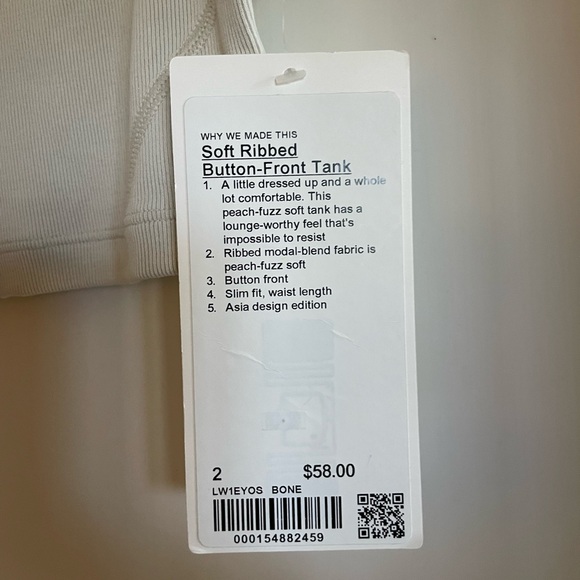 WHY WE MADE THIS
Soft Ribbed
Button-Front Tank
1. A little dressed up and a whole
lot comfortable. This
peach-fuzz soft tank has a
lounge-worthy feel that's
impossible to resist
2. Ribbed modal-blend fabric is
peach-fuzz soft
3. Button front
4. Slim fit, waist length
5. Asia design edition
2 $58.00
LW1EYOS BONE
000154882459